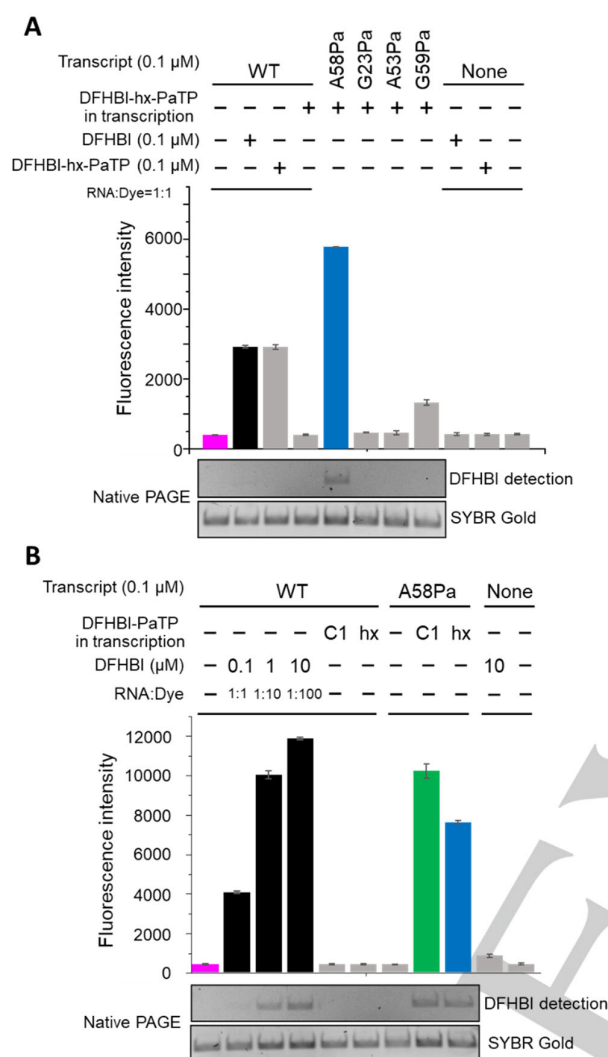 A
Transcript (0.1 µM)
WT
A58Pa
G23Pa
A53Pa
G59Pa
None
DFHBI-hx-PaTP
in transcription
– – – + + + + + – – –
DFHBI (0.1 µM)
– + – – – – – – + – –
DFHBI-hx-PaTP (0.1 µM)
– – + – – – – – – + –
RNA:Dye=1:1
Fluorescence intensity
6000
4000
2000
0
Native PAGE
DFHBI detection
SYBR Gold
B
Transcript (0.1 µM)
WT
A58Pa
None
DFHBI-PaTP
in transcription
– – – – C1 hx – C1 hx – –
DFHBI (µM)
– 0.1 1 10 – – – – – 10 –
RNA:Dye
– 1:1 1:10 1:100 – – – – – – –
Fluorescence intensity
12000
10000
8000
6000
4000
2000
0
Native PAGE
DFHBI detection
SYBR Gold